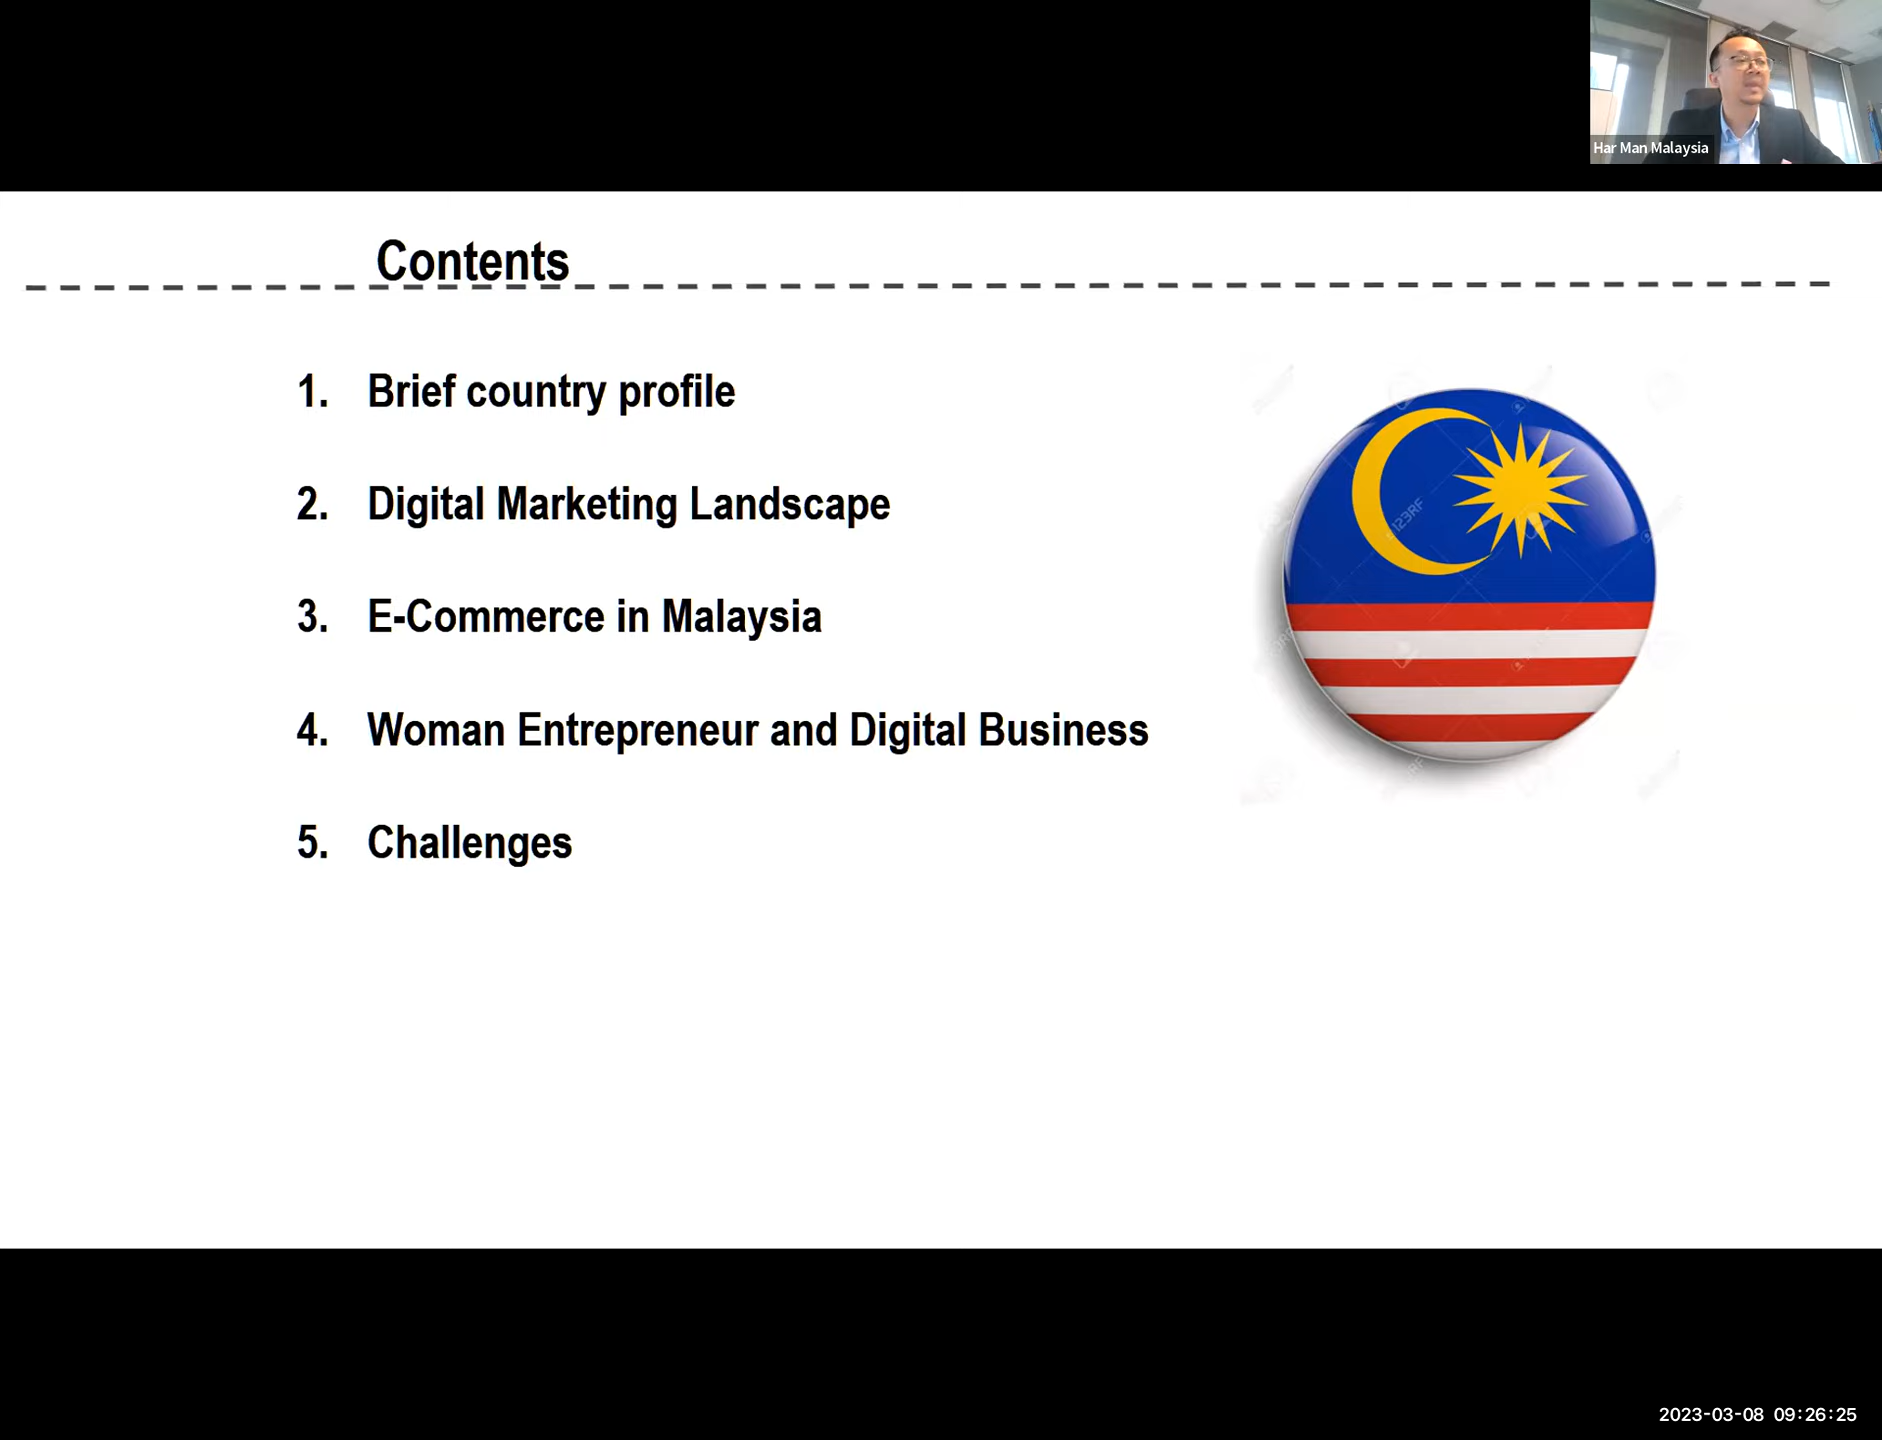 Har Man Malaysia
Contents
1. Brief country profile
2. Digital Marketing Landscape
3. E-Commerce in Malaysia
4. Woman Entrepreneur and Digital Business
5. Challenges
123RF
2023-03-08 09:26:25